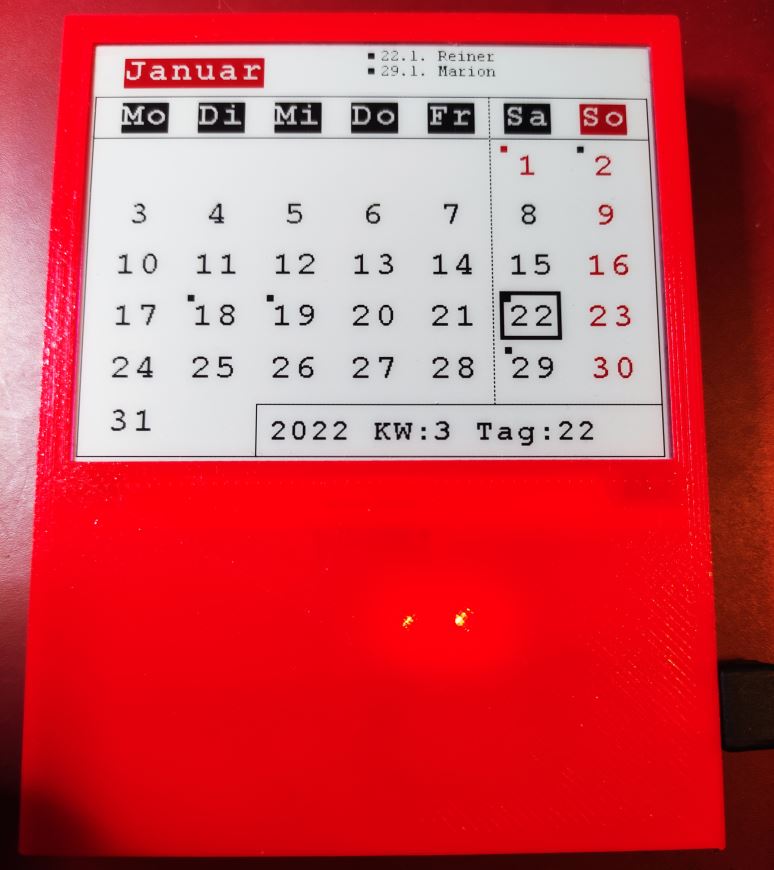 Januar
22.1. Reiner
29.1. Marion
Mo Di Mi Do Fr Sa So
1 2
3 4 5 6 7 8 9
10 11 12 13 14 15 16
17 18 19 20 21 22 23
24 25 26 27 28 29 30
31
2022 KW:3 Tag:22